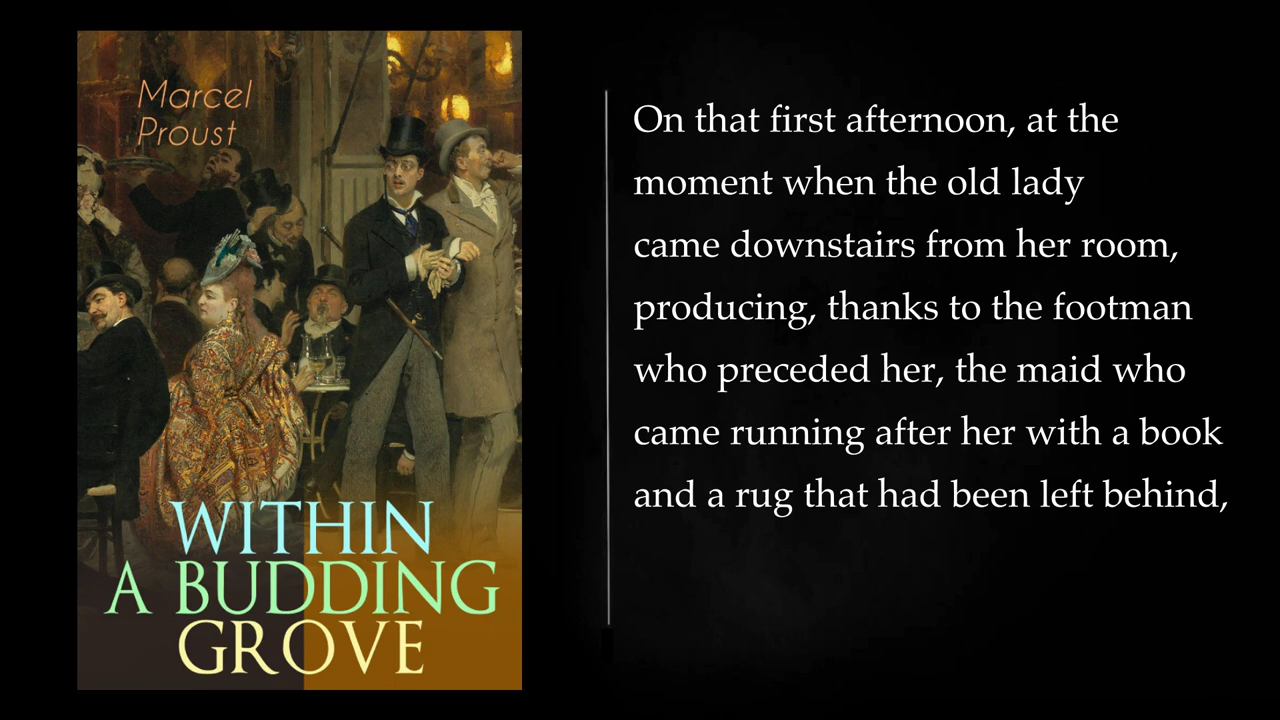 Marcel
Proust
WITHIN
A BUDDING
GROVE
On that first afternoon, at the
moment when the old lady
came downstairs from her room,
producing, thanks to the footman
who preceded her, the maid who
came running after her with a book
and a rug that had been left behind,